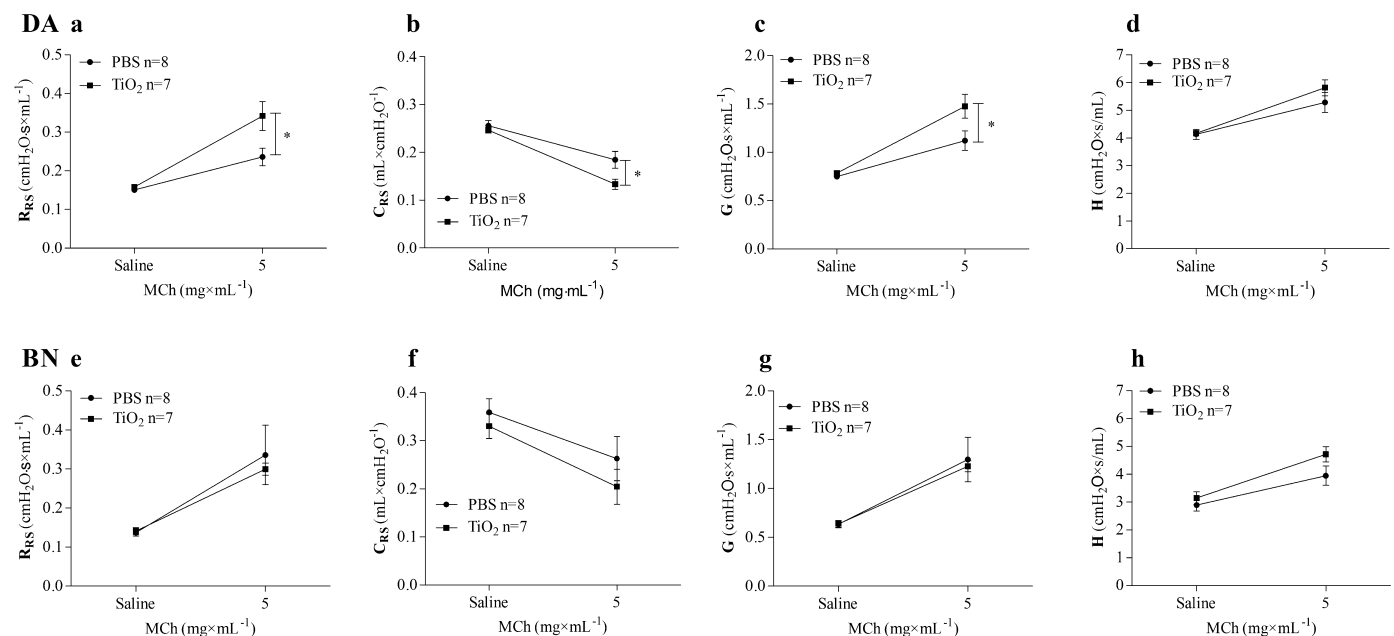 DA a
0.5
0.4
0.3
0.2
0.1
0.0
R_RS (cmH₂O·s×mL⁻¹)
PBS n=8
TiO₂ n=7
*
Saline
5
MCh (mg×mL⁻¹)
b
0.4
0.3
0.2
0.1
0.0
C_RS (mL×cmH₂O⁻¹)
*
PBS n=8
TiO₂ n=7
Saline
5
MCh (mg·mL⁻¹)
c
2.0
1.5
1.0
0.5
0.0
G (cmH₂O·s×mL⁻¹)
PBS n=8
TiO₂ n=7
*
Saline
5
MCh (mg×mL⁻¹)
d
7
6
5
4
3
2
1
0
H (cmH₂O×s/mL)
PBS n=8
TiO₂ n=7
Saline
5
MCh (mg×mL⁻¹)
BN e
0.5
0.4
0.3
0.2
0.1
0.0
R_RS (cmH₂O·s×mL⁻¹)
PBS n=8
TiO₂ n=7
Saline
5
MCh (mg×mL⁻¹)
f
0.4
0.3
0.2
0.1
0.0
C_RS (mL×cmH₂O⁻¹)
PBS n=8
TiO₂ n=7
Saline
5
MCh (mg×mL⁻¹)
g
2.0
1.5
1.0
0.5
0.0
G (cmH₂O·s×mL⁻¹)
PBS n=8
TiO₂ n=7
Saline
5
MCh (mg×mL⁻¹)
h
7
6
5
4
3
2
1
0
H (cmH₂O×s/mL)
PBS n=8
TiO₂ n=7
Saline
5
MCh (mg×mL⁻¹)